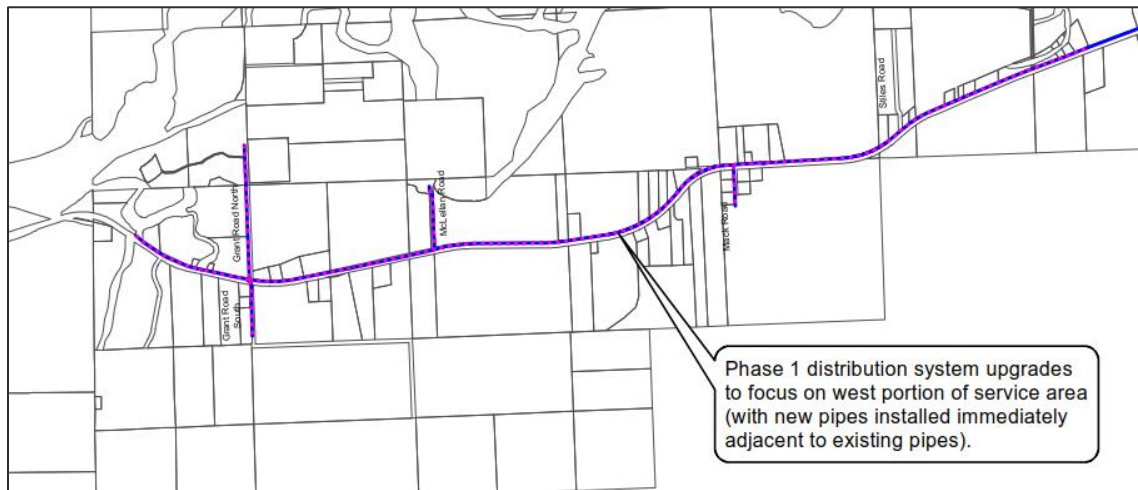 Stiles Road
McLellan Road
Grant Road North
Mack Road
Grant Road
South
Phase 1 distribution system upgrades
to focus on west portion of service area
(with new pipes installed immediately
adjacent to existing pipes).